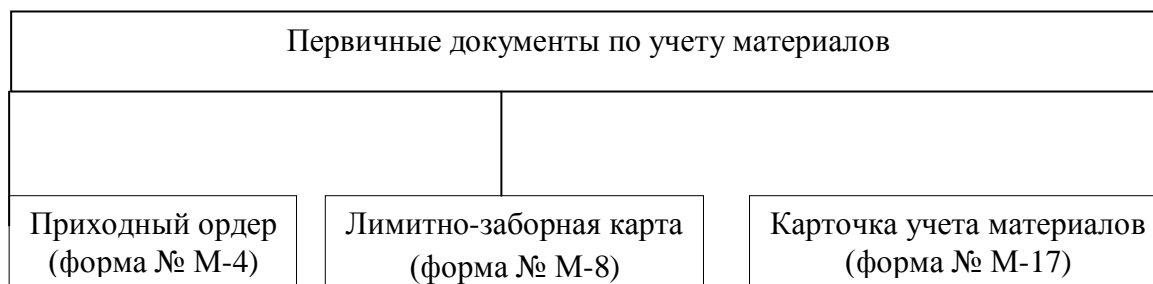 Первичные документы по учету материалов
Приходный ордер
(форма № М-4)
Лимитно-заборная карта
(форма № М-8)
Карточка учета материалов
(форма № М-17)